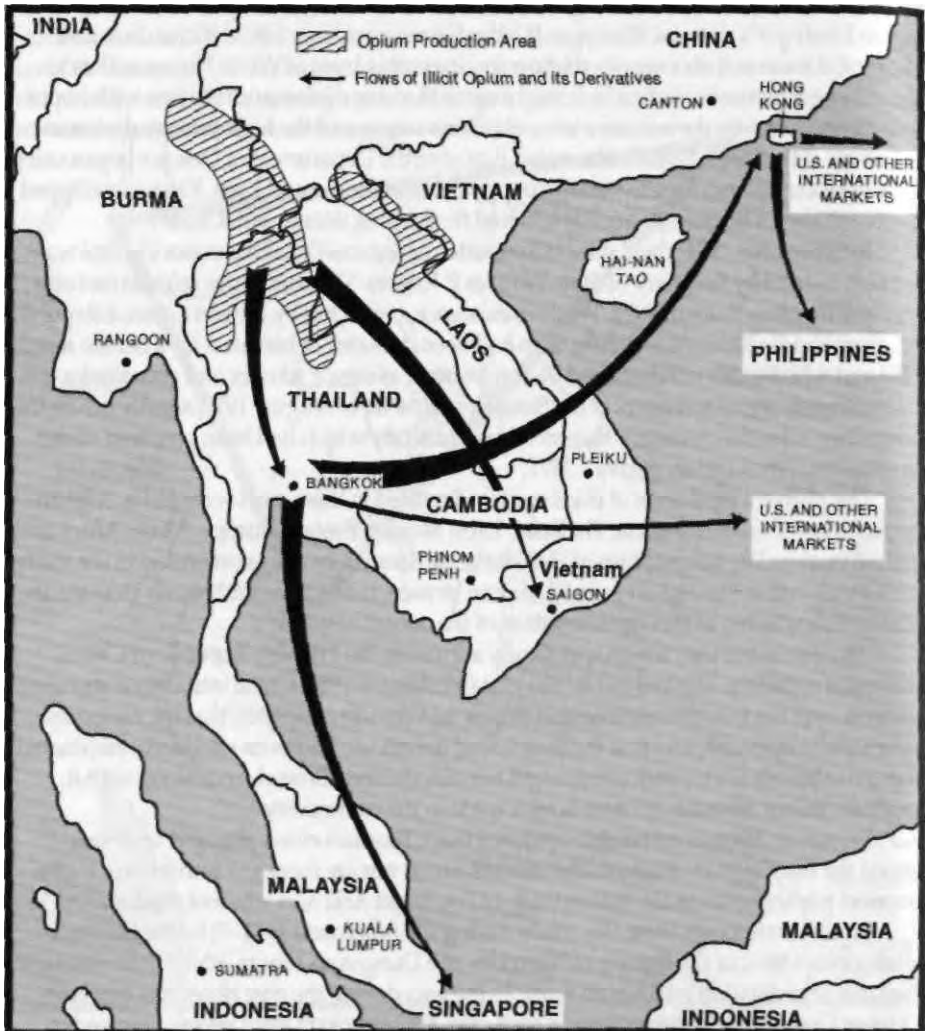 INDIA
Opium Production Area
Flows of Illicit Opium and Its Derivatives
CHINA
CANTON
HONG
KONG
U.S. AND OTHER
INTERNATIONAL
MARKETS
BURMA
VIETNAM
HAI-NAN
TAO
LAOS
RANGOON
PHILIPPINES
THAILAND
PLEIKU
BANGKOK
CAMBODIA
U.S. AND OTHER
INTERNATIONAL
MARKETS
PHNOM
PENH
Vietnam
SAIGON
MALAYSIA
KUALA
LUMPUR
MALAYSIA
SUMATRA
INDONESIA
SINGAPORE
INDONESIA